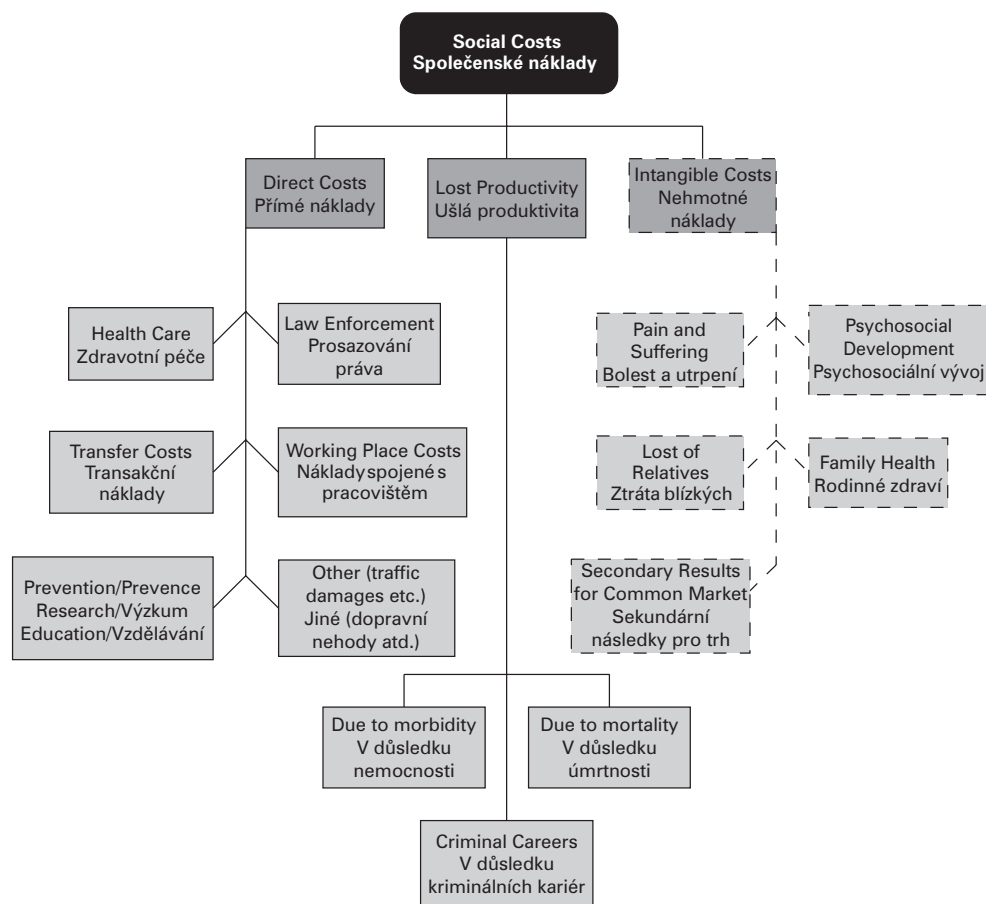 Social Costs
Společenské náklady
Direct Costs
Přímé náklady
Lost Productivity
Ušlá produktivita
Intangible Costs
Nehmotné
náklady
Health Care
Zdravotní péče
Law Enforcement
Prosazování
práva
Pain and
Suffering
Bolest a utrpení
Psychosocial
Development
Psychosociální vývoj
Transfer Costs
Transakční
náklady
Working Place Costs
Náklady spojené s
pracovištěm
Lost of
Relatives
Ztráta blízkých
Family Health
Rodinné zdraví
Prevention/Prevence
Research/Výzkum
Education/Vzdělávání
Other (traffic
damages etc.)
Jiné (dopravní
nehody atd.)
Secondary Results
for Common Market
Sekundární
následky pro trh
Due to morbidity
V důsledku
nemocnosti
Due to mortality
V důsledku
úmrtnosti
Criminal Careers
V důsledku
kriminálních kariér